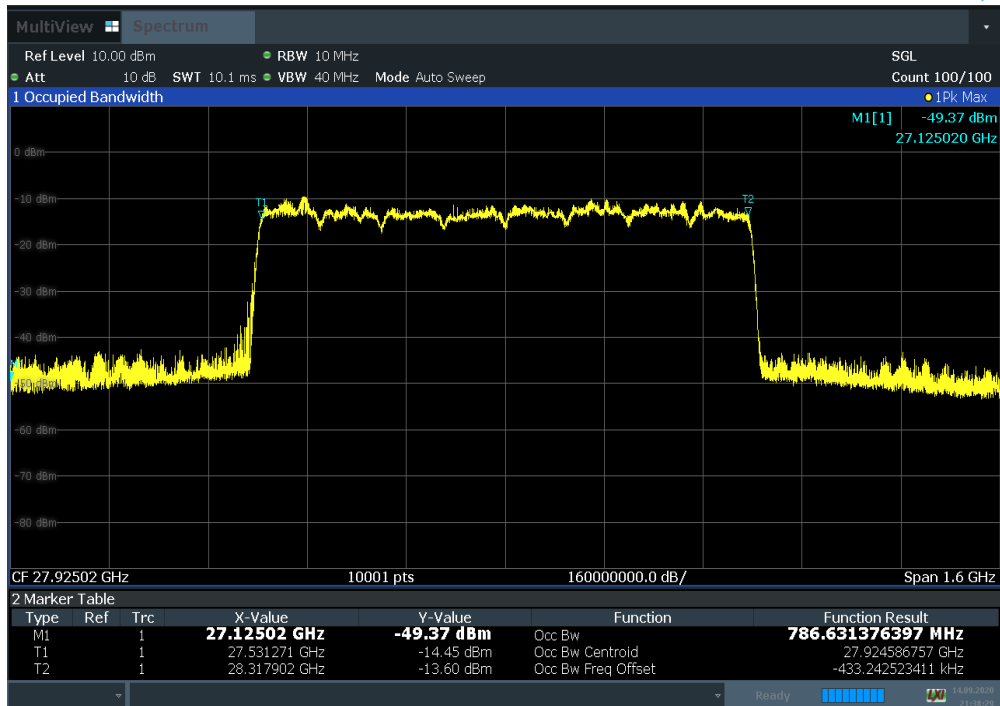 MultiView Spectrum
Ref Level 10.00 dBm RBW 10 MHz SGL
Att 10 dB SWT 10.1 ms VBW 40 MHz Mode Auto Sweep Count 100/100
1 Occupied Bandwidth 1Pk Max
M1[1] -49.37 dBm
27.125020 GHz
0 dBm
-10 dBm
T1 T2
-20 dBm
-30 dBm
-40 dBm
-50 dBm
-60 dBm
-70 dBm
-80 dBm
CF 27.92502 GHz 10001 pts 160000000.0 dB/ Span 1.6 GHz
2 Marker Table
Type Ref Trc X-Value Y-Value Function Function Result
M1 1 27.12502 GHz -49.37 dBm Occ Bw 786.631376397 MHz
T1 1 27.531271 GHz -14.45 dBm Occ Bw Centroid 27.924586757 GHz
T2 1 28.317902 GHz -13.60 dBm Occ Bw Freq Offset -433.242523411 kHz
Ready LXI 14.09.2020